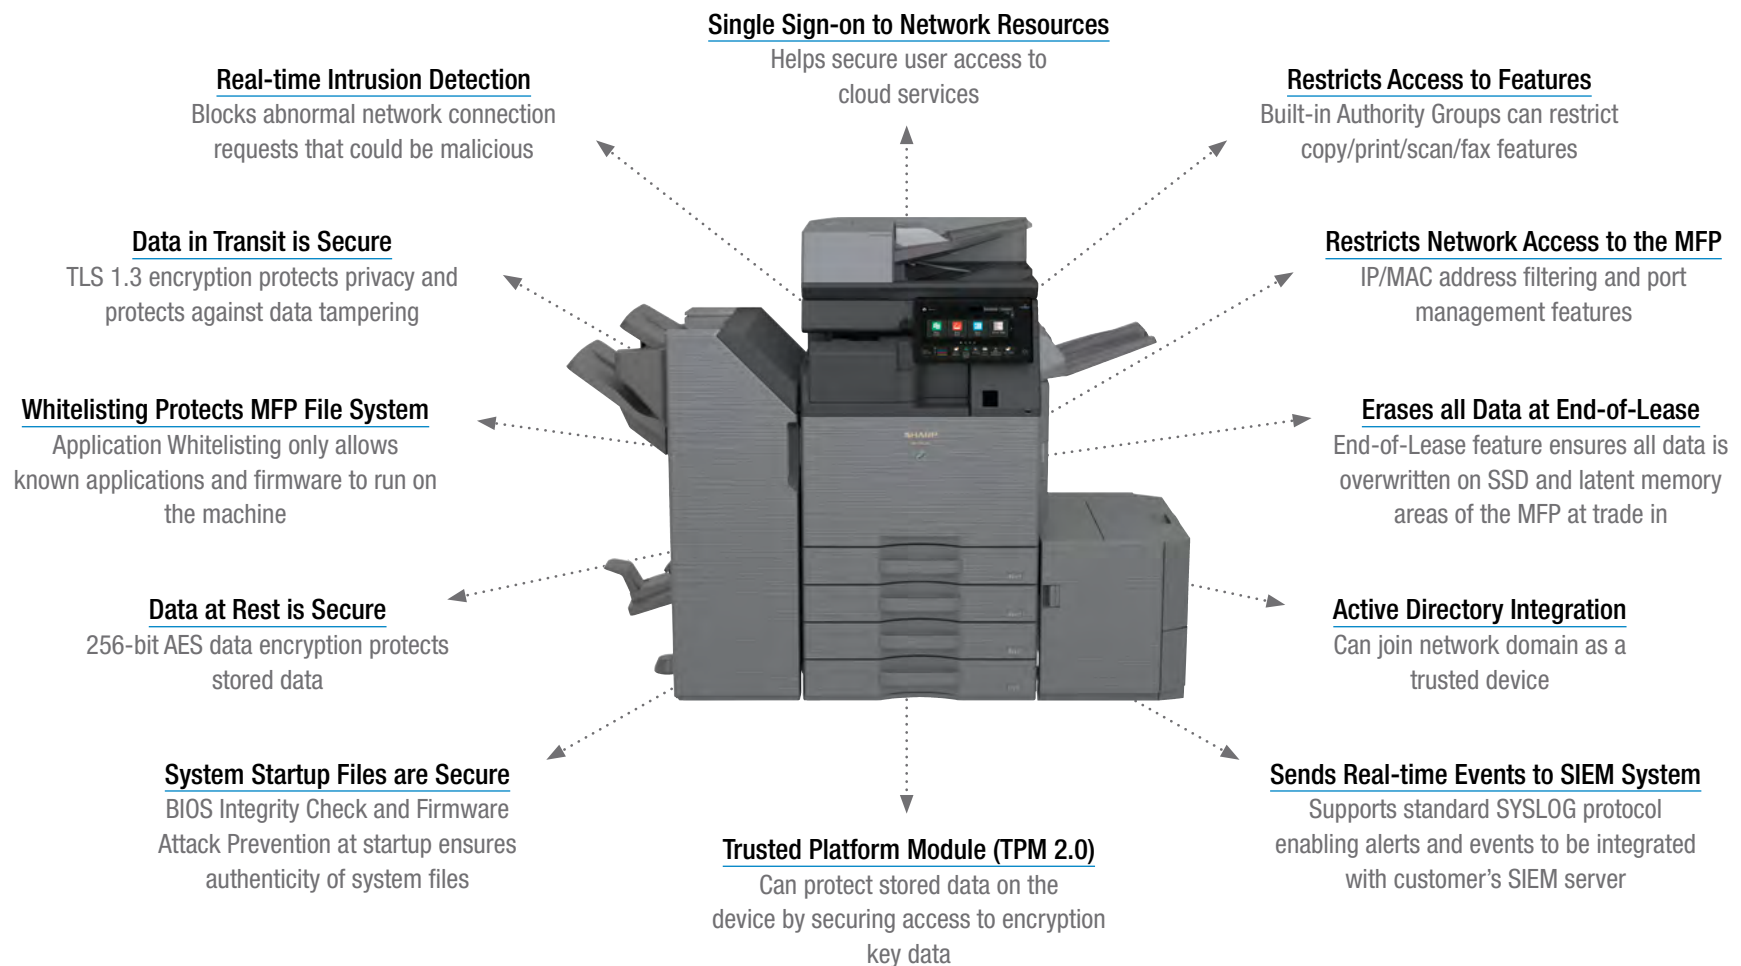 Single Sign-on to Network Resources
Helps secure user access to
cloud services
Real-time Intrusion Detection
Blocks abnormal network connection
requests that could be malicious
Restricts Access to Features
Built-in Authority Groups can restrict
copy/print/scan/fax features
Data in Transit is Secure
TLS 1.3 encryption protects privacy and
protects against data tampering
Restricts Network Access to the MFP
IP/MAC address filtering and port
management features
Whitelisting Protects MFP File System
Application Whitelisting only allows
known applications and firmware to run on
the machine
Erases all Data at End-of-Lease
End-of-Lease feature ensures all data is
overwritten on SSD and latent memory
areas of the MFP at trade in
SHARP
Data at Rest is Secure
256-bit AES data encryption protects
stored data
Active Directory Integration
Can join network domain as a
trusted device
System Startup Files are Secure
BIOS Integrity Check and Firmware
Attack Prevention at startup ensures
authenticity of system files
Sends Real-time Events to SIEM System
Supports standard SYSLOG protocol
enabling alerts and events to be integrated
with customer’s SIEM server
Trusted Platform Module (TPM 2.0)
Can protect stored data on the
device by securing access to encryption
key data